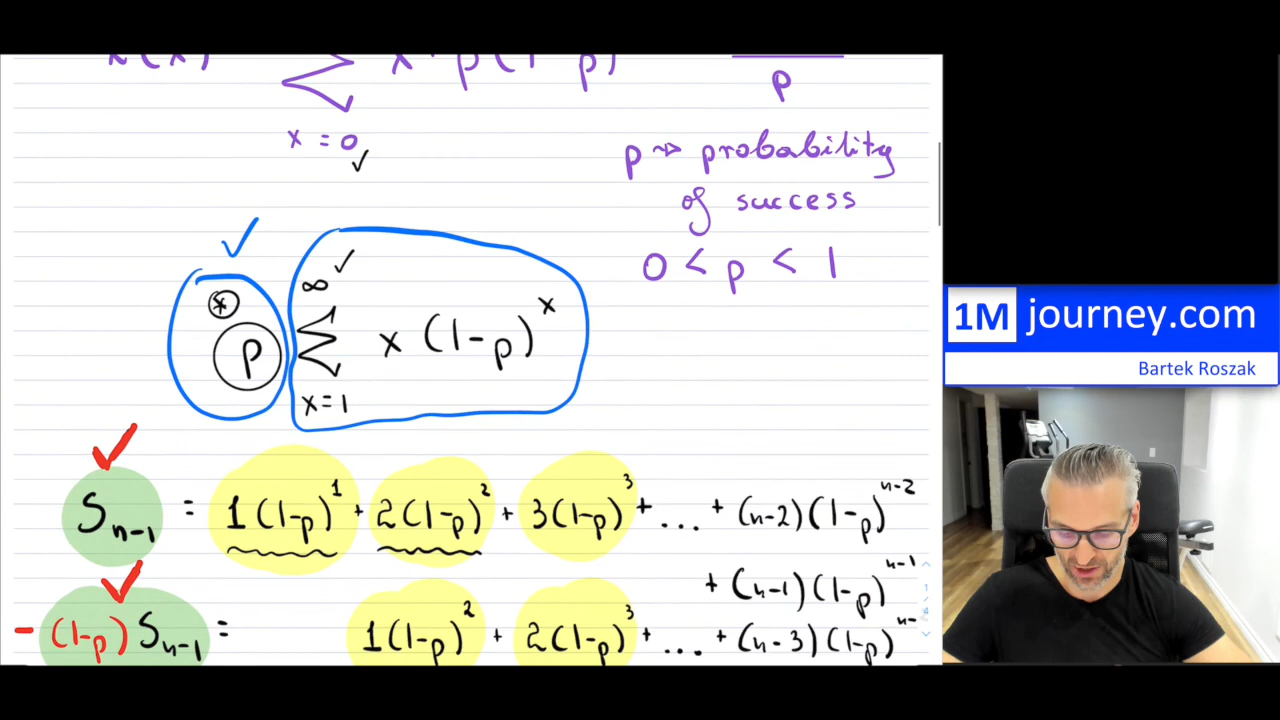 x · p(1-p)
p
x = 0
p ⇝ probability
of success
0 < p < 1
∞
* p Σ x (1-p)^x
x = 1
S_{n-1} = 1(1-p)^1 + 2(1-p)^2 + 3(1-p)^3 + ... + (n-2)(1-p)^{n-2}
+ (n-1)(1-p)^{n-1}
- (1-p) S_{n-1} = 1(1-p)^2 + 2(1-p)^3 + ... + (n-3)(1-p)^{n-
1M journey.com
Bartek Roszak